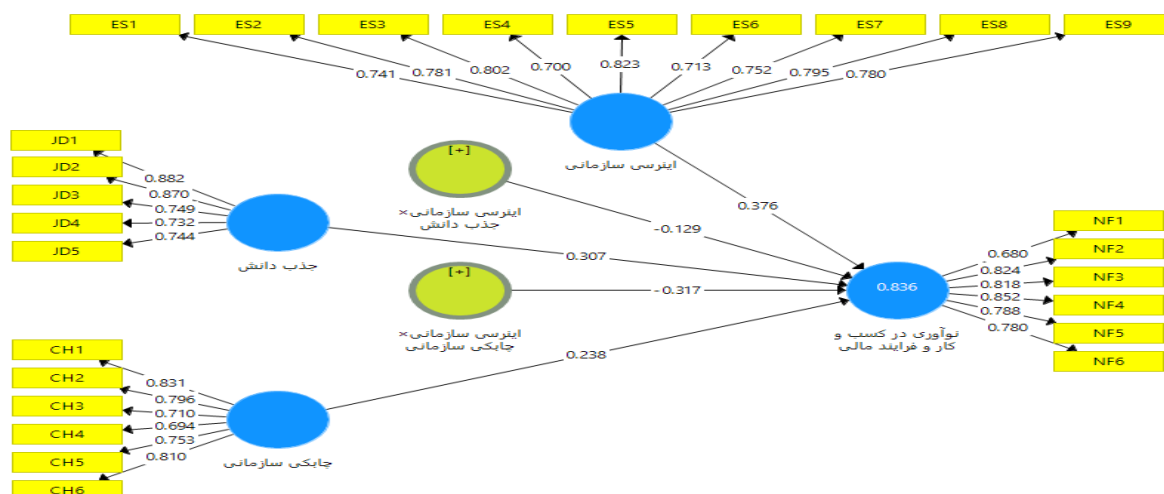 ES1 ES2 ES3 ES4 ES5 ES6 ES7 ES8 ES9
0.741 0.781 0.802 0.700 0.823 0.713 0.752 0.795 0.780
اینرسی سازمانی
JD1
JD2
JD3
JD4
JD5
0.882
0.870
0.749
0.732
0.744
جذب دانش
[+]
اینرسی سازمانی×
جذب دانش
[+]
اینرسی سازمانی×
چابکی سازمانی
0.376
-0.129
0.307
-0.317
0.238
0.836
نوآوری در کسب و
کار و فرایند مالی
NF1
NF2
NF3
NF4
NF5
NF6
0.680
0.824
0.818
0.852
0.788
0.780
CH1
CH2
CH3
CH4
CH5
CH6
0.831
0.796
0.710
0.694
0.753
0.810
چابکی سازمانی